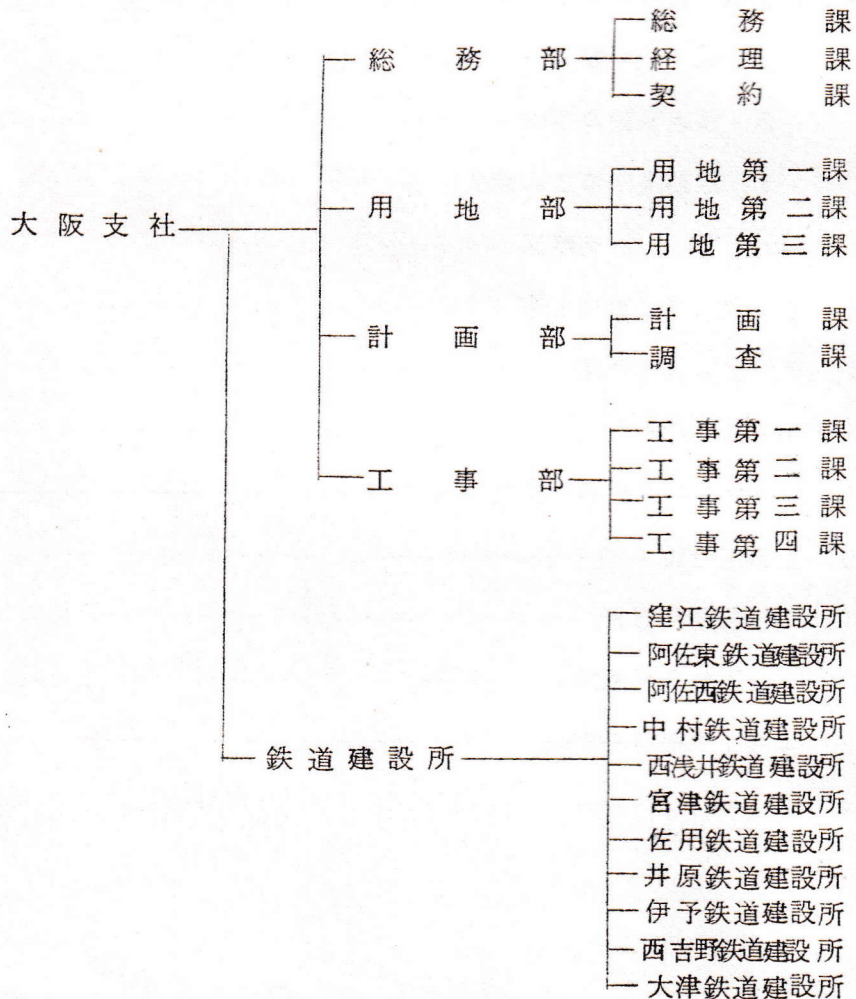 大阪支社
総務部
総務課
経理課
契約課
用地部
用地第一課
用地第二課
用地第三課
計画部
計画課
調査課
工事部
工事第一課
工事第二課
工事第三課
工事第四課
鉄道建設所
窪江鉄道建設所
阿佐東鉄道建設所
阿佐西鉄道建設所
中村鉄道建設所
西浅井鉄道建設所
宮津鉄道建設所
佐用鉄道建設所
井原鉄道建設所
伊予鉄道建設所
西吉野鉄道建設所
大津鉄道建設所